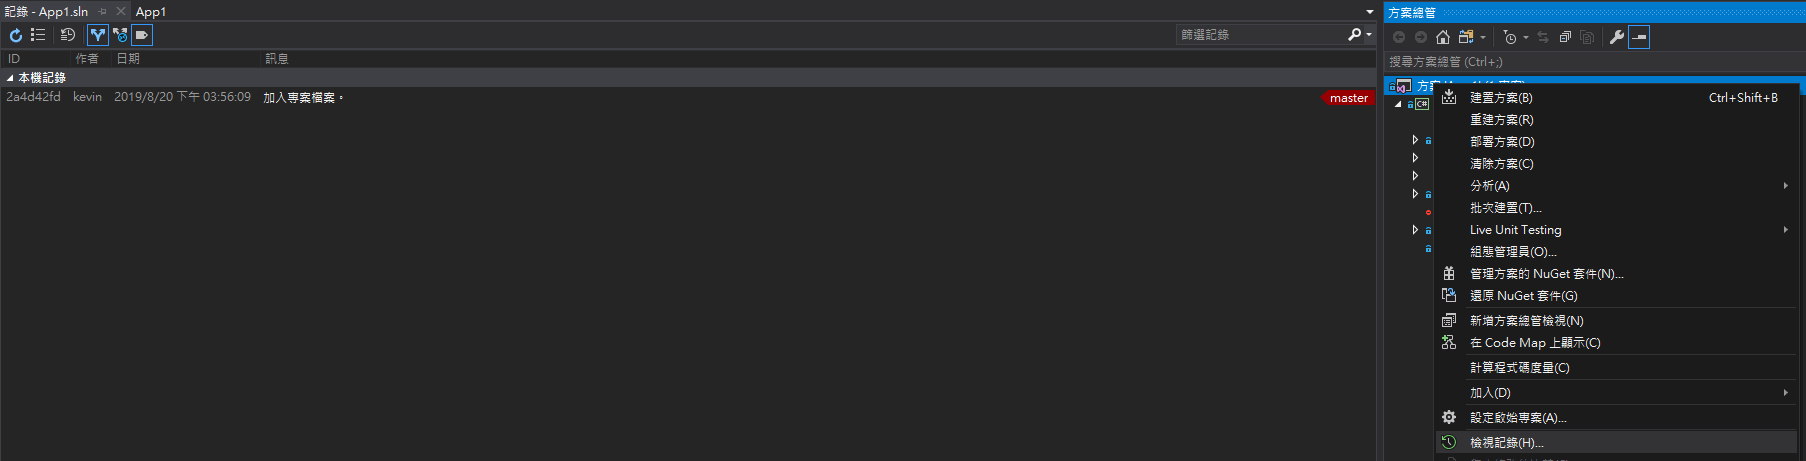 記錄 - App1.sln
App1
篩選記錄
ID 作者 日期 訊息
本機記錄
2a4d42fd kevin 2019/8/20 下午 03:56:09 加入專案檔案。 master
方案總管
搜尋方案總管 (Ctrl+;)
C#
建置方案(B) Ctrl+Shift+B
重建方案(R)
部署方案(D)
清除方案(C)
分析(A)
批次建置(T)...
Live Unit Testing
組態管理員(O)...
管理方案的 NuGet 套件(N)...
還原 NuGet 套件(G)
新增方案總管檢視(N)
在 Code Map 上顯示(C)
計算程式碼度量(C)
加入(D)
設定啟始專案(A)...
檢視記錄(H)...